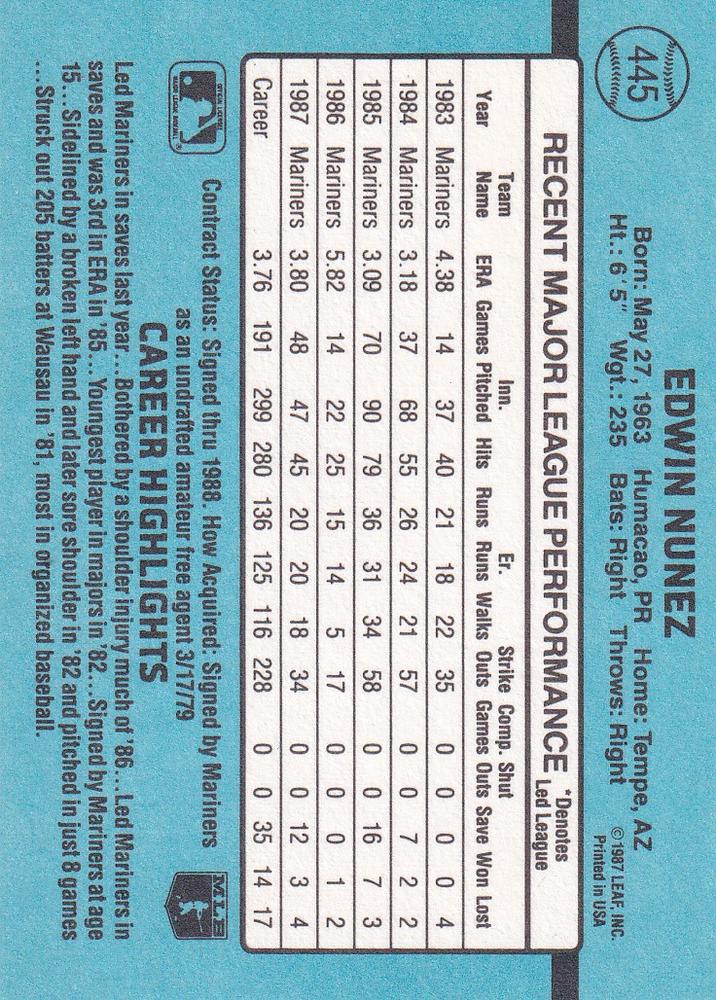 445
EDWIN NUNEZ
Born: May 27, 1963 Humacao, PR Home: Tempe, AZ
Ht.: 6'5" Wgt.: 235 Bats: Right Throws: Right
©1987 LEAF, INC.
Printed in USA
RECENT MAJOR LEAGUE PERFORMANCE *Denotes Led League
Year Team Name ERA Games Inn. Pitched Hits Runs Er. Runs Walks Strike Outs Comp. Games Shut Outs Save Won Lost
1983 Mariners 4.38 14 37 40 21 18 22 35 0 0 0 0 4
1984 Mariners 3.18 37 68 55 26 24 21 57 0 0 7 2 2
1985 Mariners 3.09 70 90 79 36 31 34 58 0 0 16 7 3
1986 Mariners 5.82 14 22 25 15 14 5 17 0 0 0 1 2
1987 Mariners 3.80 48 47 45 20 20 18 34 0 0 12 3 4
Career 3.76 191 299 280 136 125 116 228 0 0 35 14 17
OFFICIAL LICENSEE
MAJOR LEAGUE BASEBALL
Contract Status: Signed thru 1988. How Acquired: Signed by Mariners
as an undrafted amateur free agent 3/17/79
MLB
CAREER HIGHLIGHTS
Led Mariners in saves last year...Bothered by a shoulder injury much of '86...Led Mariners in
saves and was 3rd in ERA in '85...Youngest player in majors in '82...Signed by Mariners at age
15...Sidelined by a broken left hand and later sore shoulder in '82 and pitched in just 8 games
...Struck out 205 batters at Wausau in '81, most in organized baseball.